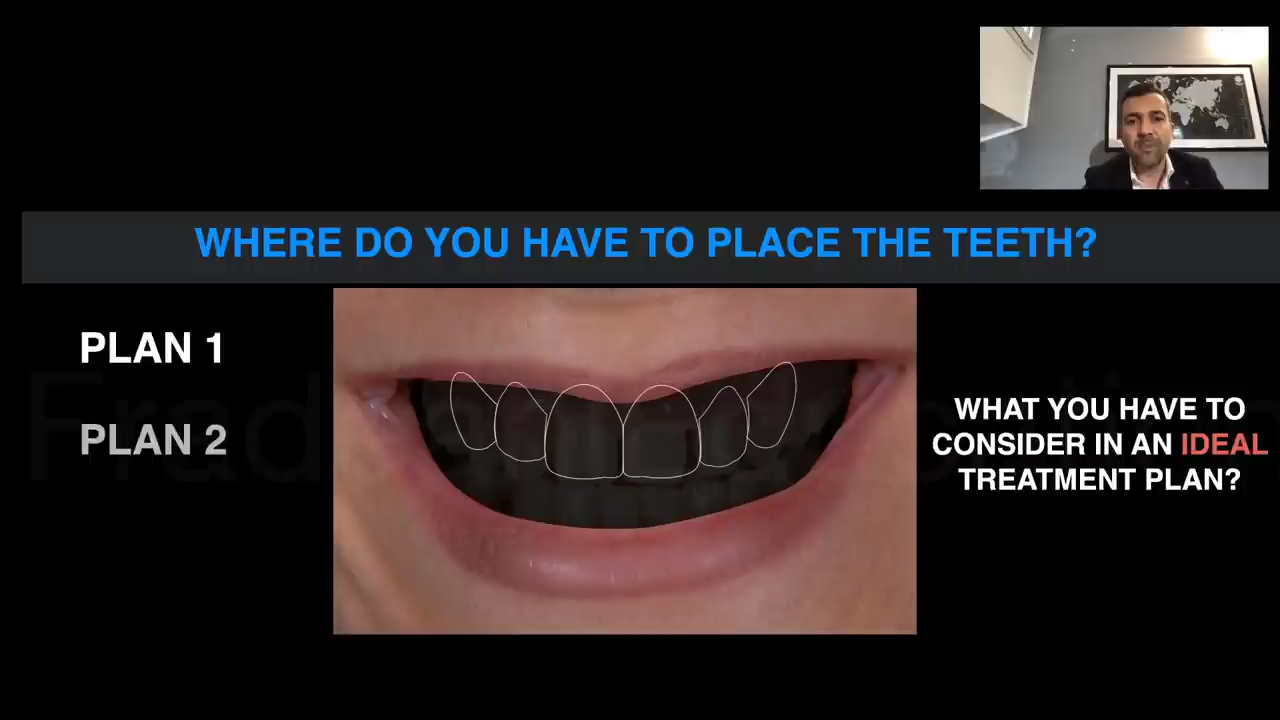 WHERE DO YOU HAVE TO PLACE THE TEETH?
PLAN 1
PLAN 2
WHAT YOU HAVE TO
CONSIDER IN AN IDEAL
TREATMENT PLAN?